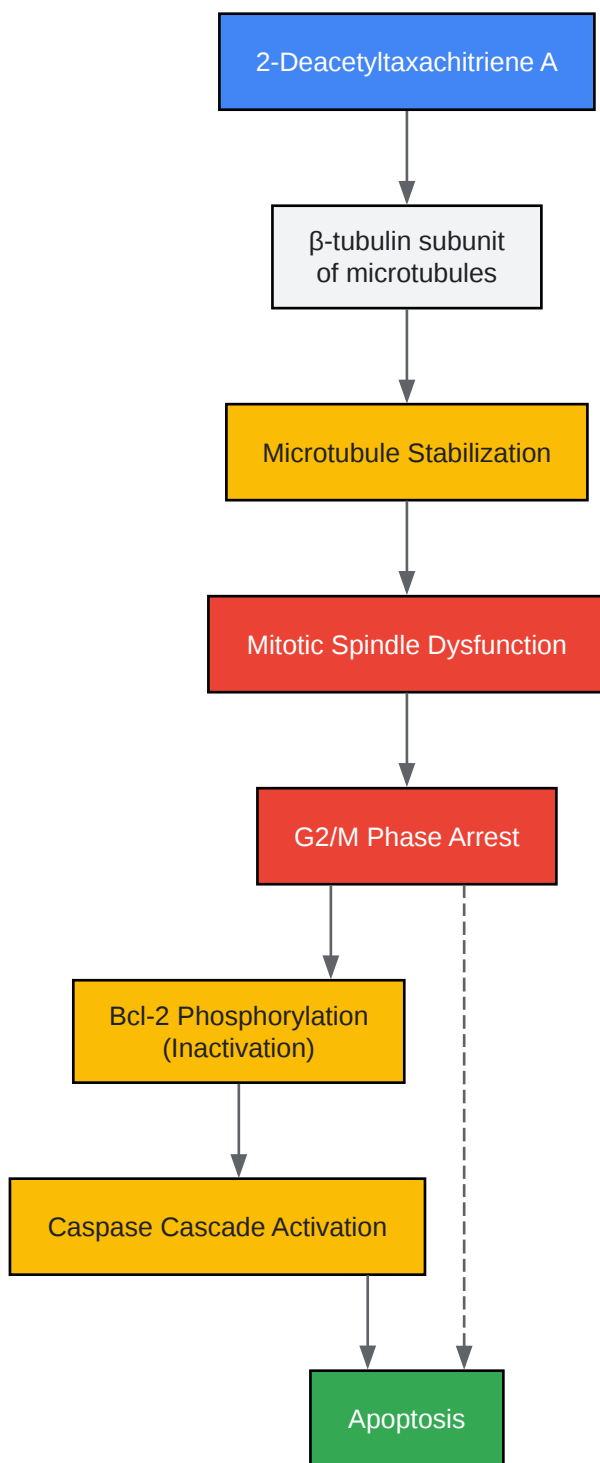 2-Deacetyltaxachitriene A
β-tubulin subunit
of microtubules
Microtubule Stabilization
Mitotic Spindle Dysfunction
G2/M Phase Arrest
Bcl-2 Phosphorylation
(Inactivation)
Caspase Cascade Activation
Apoptosis